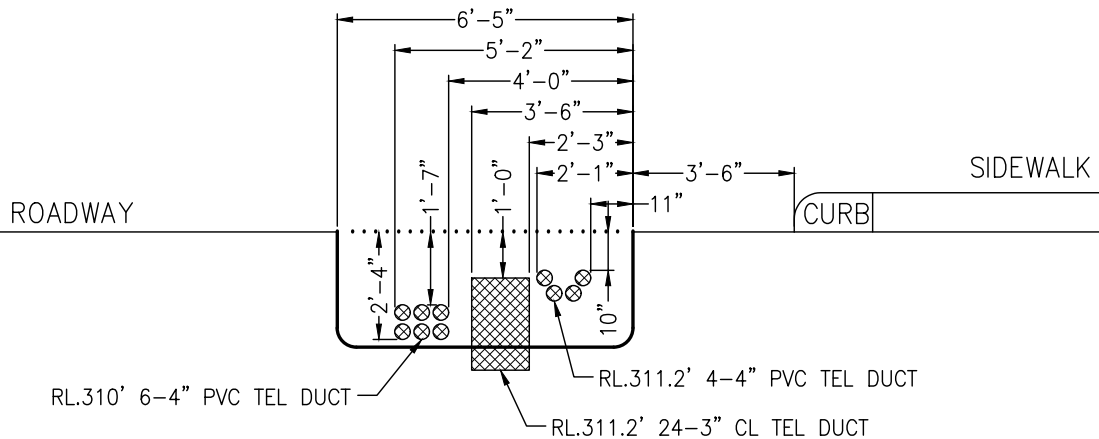 6'-5"
5'-2"
4'-0"
3'-6"
2'-3"
2'-1"
3'-6"
SIDEWALK
11"
1'-7"
1'-0"
ROADWAY
CURB
2'-4"
10"
RL.310' 6-4" PVC TEL DUCT
RL.311.2' 4-4" PVC TEL DUCT
RL.311.2' 24-3" CL TEL DUCT